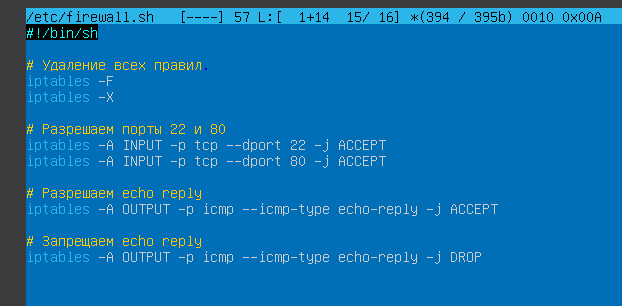 /etc/firewall.sh [----] 57 L:[ 1+14 15/ 16] *(394 / 395b) 0010 0x00A
#!/bin/sh
# Удаление всех правил.
iptables -F
iptables -X
# Разрешаем порты 22 и 80
iptables -A INPUT -p tcp --dport 22 -j ACCEPT
iptables -A INPUT -p tcp --dport 80 -j ACCEPT
# Разрешаем echo reply
iptables -A OUTPUT -p icmp --icmp-type echo-reply -j ACCEPT
# Запрещаем echo reply
iptables -A OUTPUT -p icmp --icmp-type echo-reply -j DROP